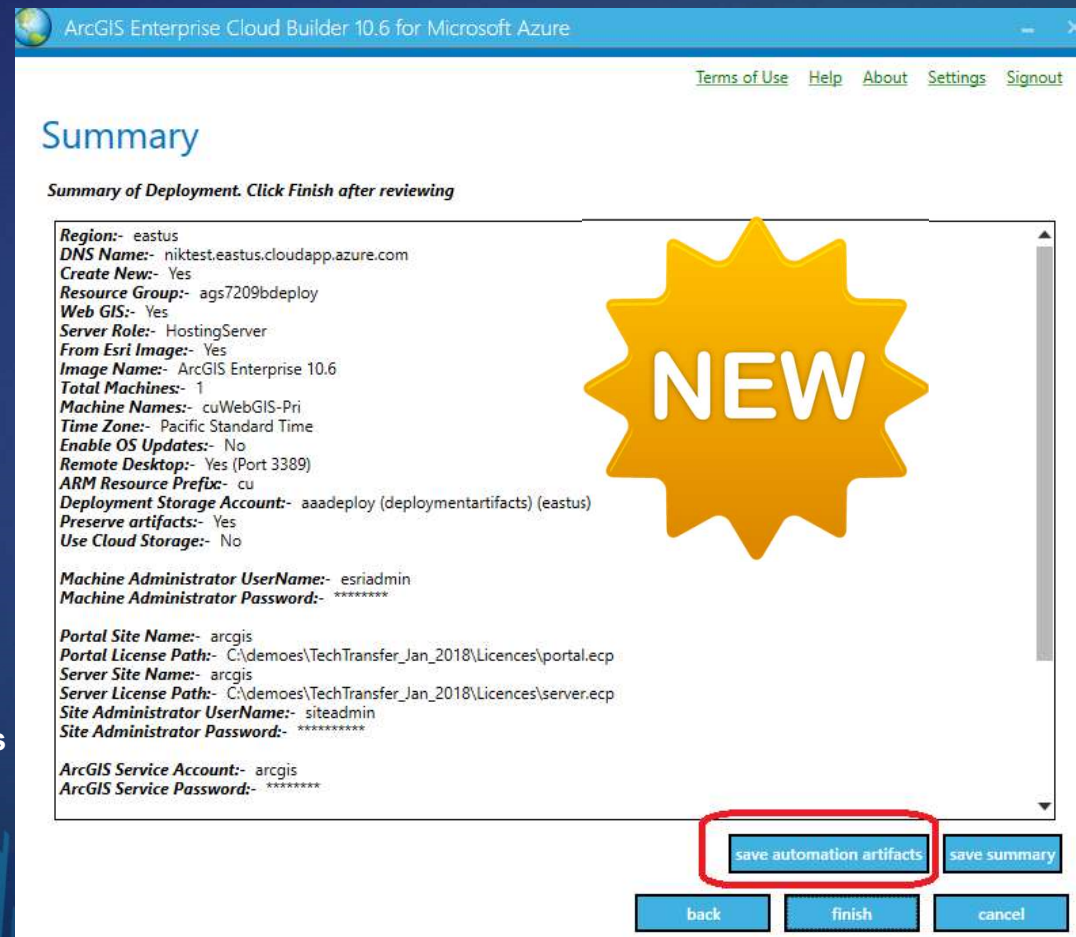 ArcGIS Enterprise Cloud Builder 10.6 for Microsoft Azure
Terms of Use Help About Settings Signout
Summary
Summary of Deployment. Click Finish after reviewing
Region:- eastus
DNS Name:- niktest.eastus.cloudapp.azure.com
Create New:- Yes
Resource Group:- ags7209bdeploy
Web GIS:- Yes
Server Role:- HostingServer
From Esri Image:- Yes
Image Name:- ArcGIS Enterprise 10.6
Total Machines:- 1
Machine Names:- cuWebGIS-Pri
Time Zone:- Pacific Standard Time
Enable OS Updates:- No
Remote Desktop:- Yes (Port 3389)
ARM Resource Prefix:- cu
Deployment Storage Account:- aaadeploy (deploymentartifacts) (eastus)
Preserve artifacts:- Yes
Use Cloud Storage:- No
Machine Administrator UserName:- esriadmin
Machine Administrator Password:- ********
Portal Site Name:- arcgis
Portal License Path:- C:\demoes\TechTransfer_Jan_2018\Licences\portal.ecp
Server Site Name:- arcgis
Server License Path:- C:\demoes\TechTransfer_Jan_2018\Licences\server.ecp
Site Administrator UserName:- siteadmin
Site Administrator Password:- **********
ArcGIS Service Account:- arcgis
ArcGIS Service Password:- ********
NEW
s
save automation artifacts save summary
back finish cancel